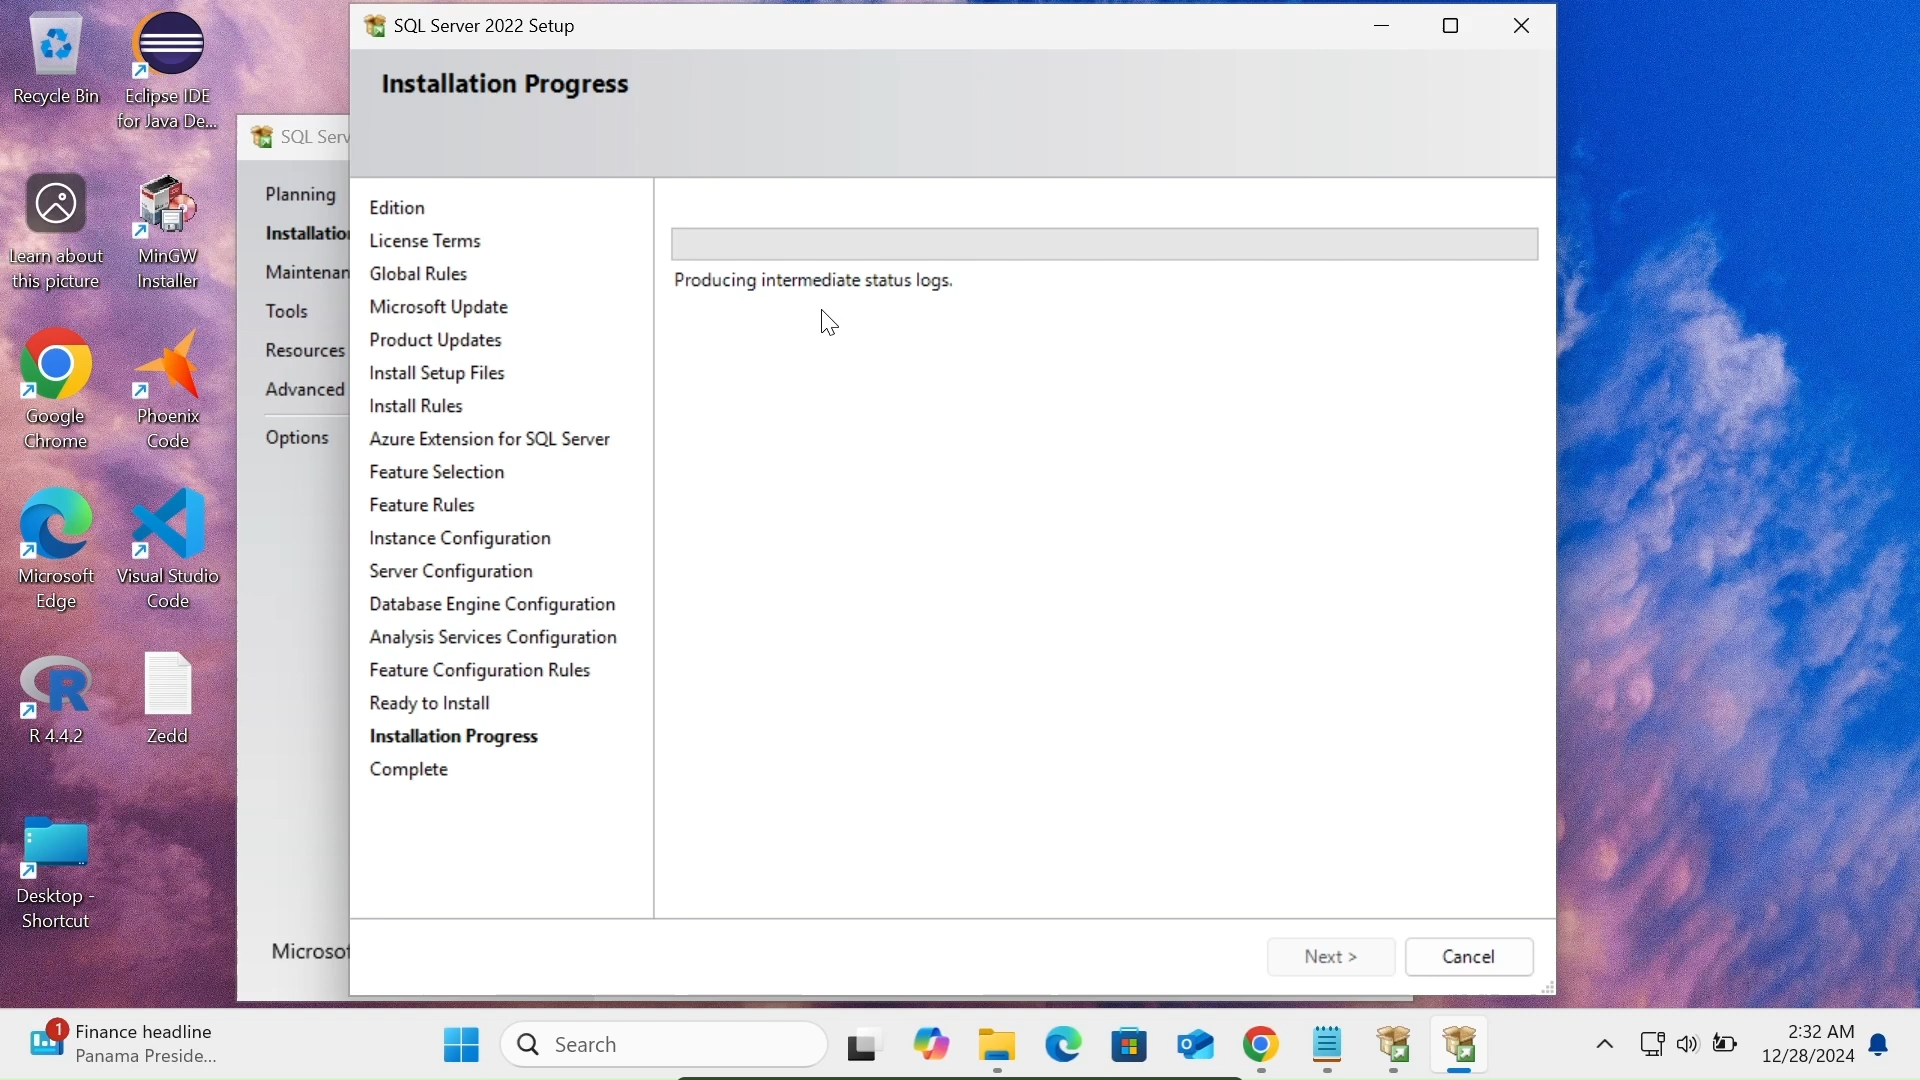 Recycle Bin
Eclipse IDE
for Java De...
Learn about
this picture
MinGW
Installer
Google
Chrome
Phoenix
Code
Microsoft
Edge
Visual Studio
Code
R 4.4.2
Zedd
Desktop -
Shortcut
SQL Serv
Planning
Installation
Maintenan
Tools
Resources
Advanced
Options
Microsof
SQL Server 2022 Setup
Installation Progress
Edition
License Terms
Global Rules
Microsoft Update
Product Updates
Install Setup Files
Install Rules
Azure Extension for SQL Server
Feature Selection
Feature Rules
Instance Configuration
Server Configuration
Database Engine Configuration
Analysis Services Configuration
Feature Configuration Rules
Ready to Install
Installation Progress
Complete
Producing intermediate status logs.
Next >
Cancel
1
Finance headline
Panama Preside...
Search
2:32 AM
12/28/2024